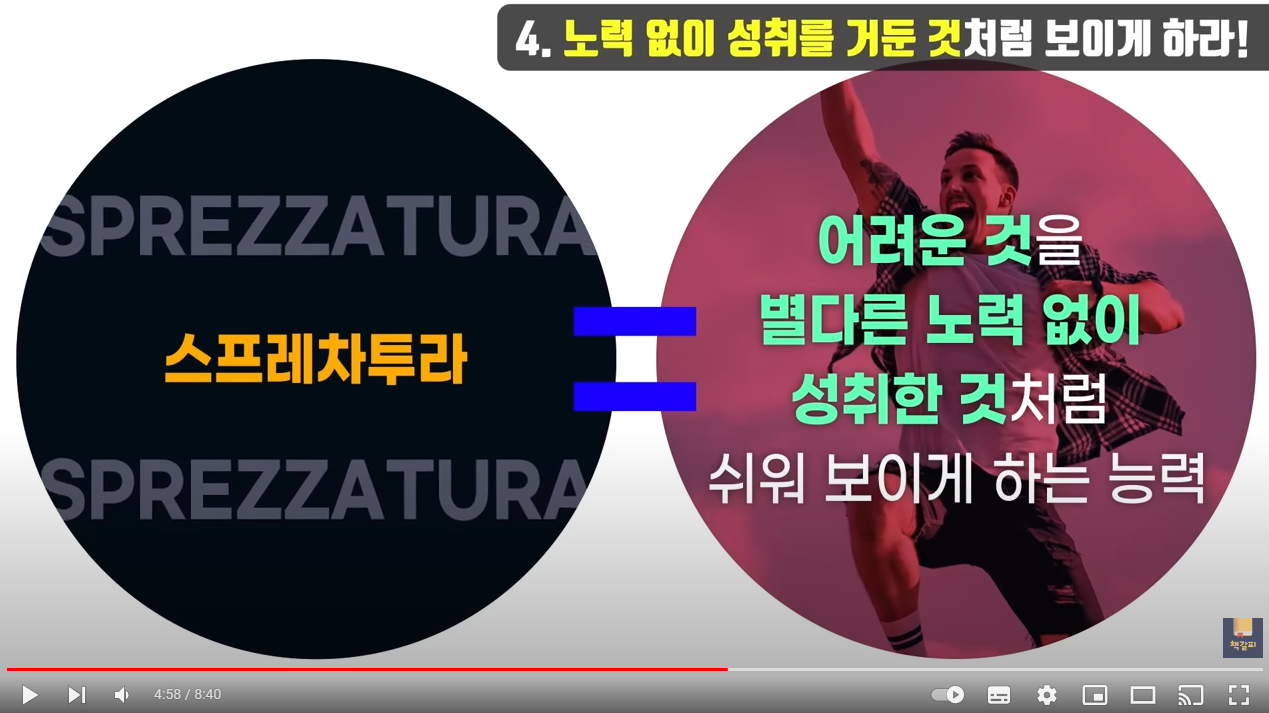 4. 노력 없이 성취를 거둔 것처럼 보이게 하라!
SPREZZATURA
스프레차투라
SPREZZATURA
어려운 것을
별다른 노력 없이
성취한 것처럼
쉬워 보이게 하는 능력
책갈피
4:58 / 8:40